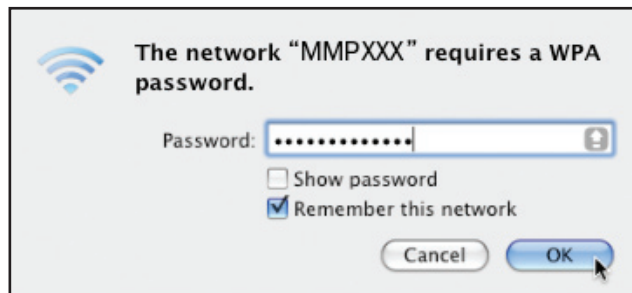 The network “MMPXXX” requires a WPA
password.
Password: •••••••••••••
Show password
Remember this network
Cancel OK